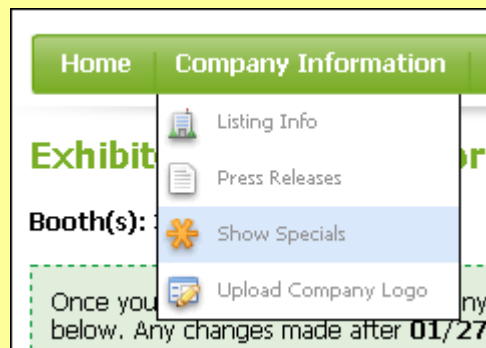 Home Company Information
Listing Info
Exhibit
Press Releases
Booth(s):
Show Specials
Upload Company Logo
Once you
below. Any changes made after 01/27